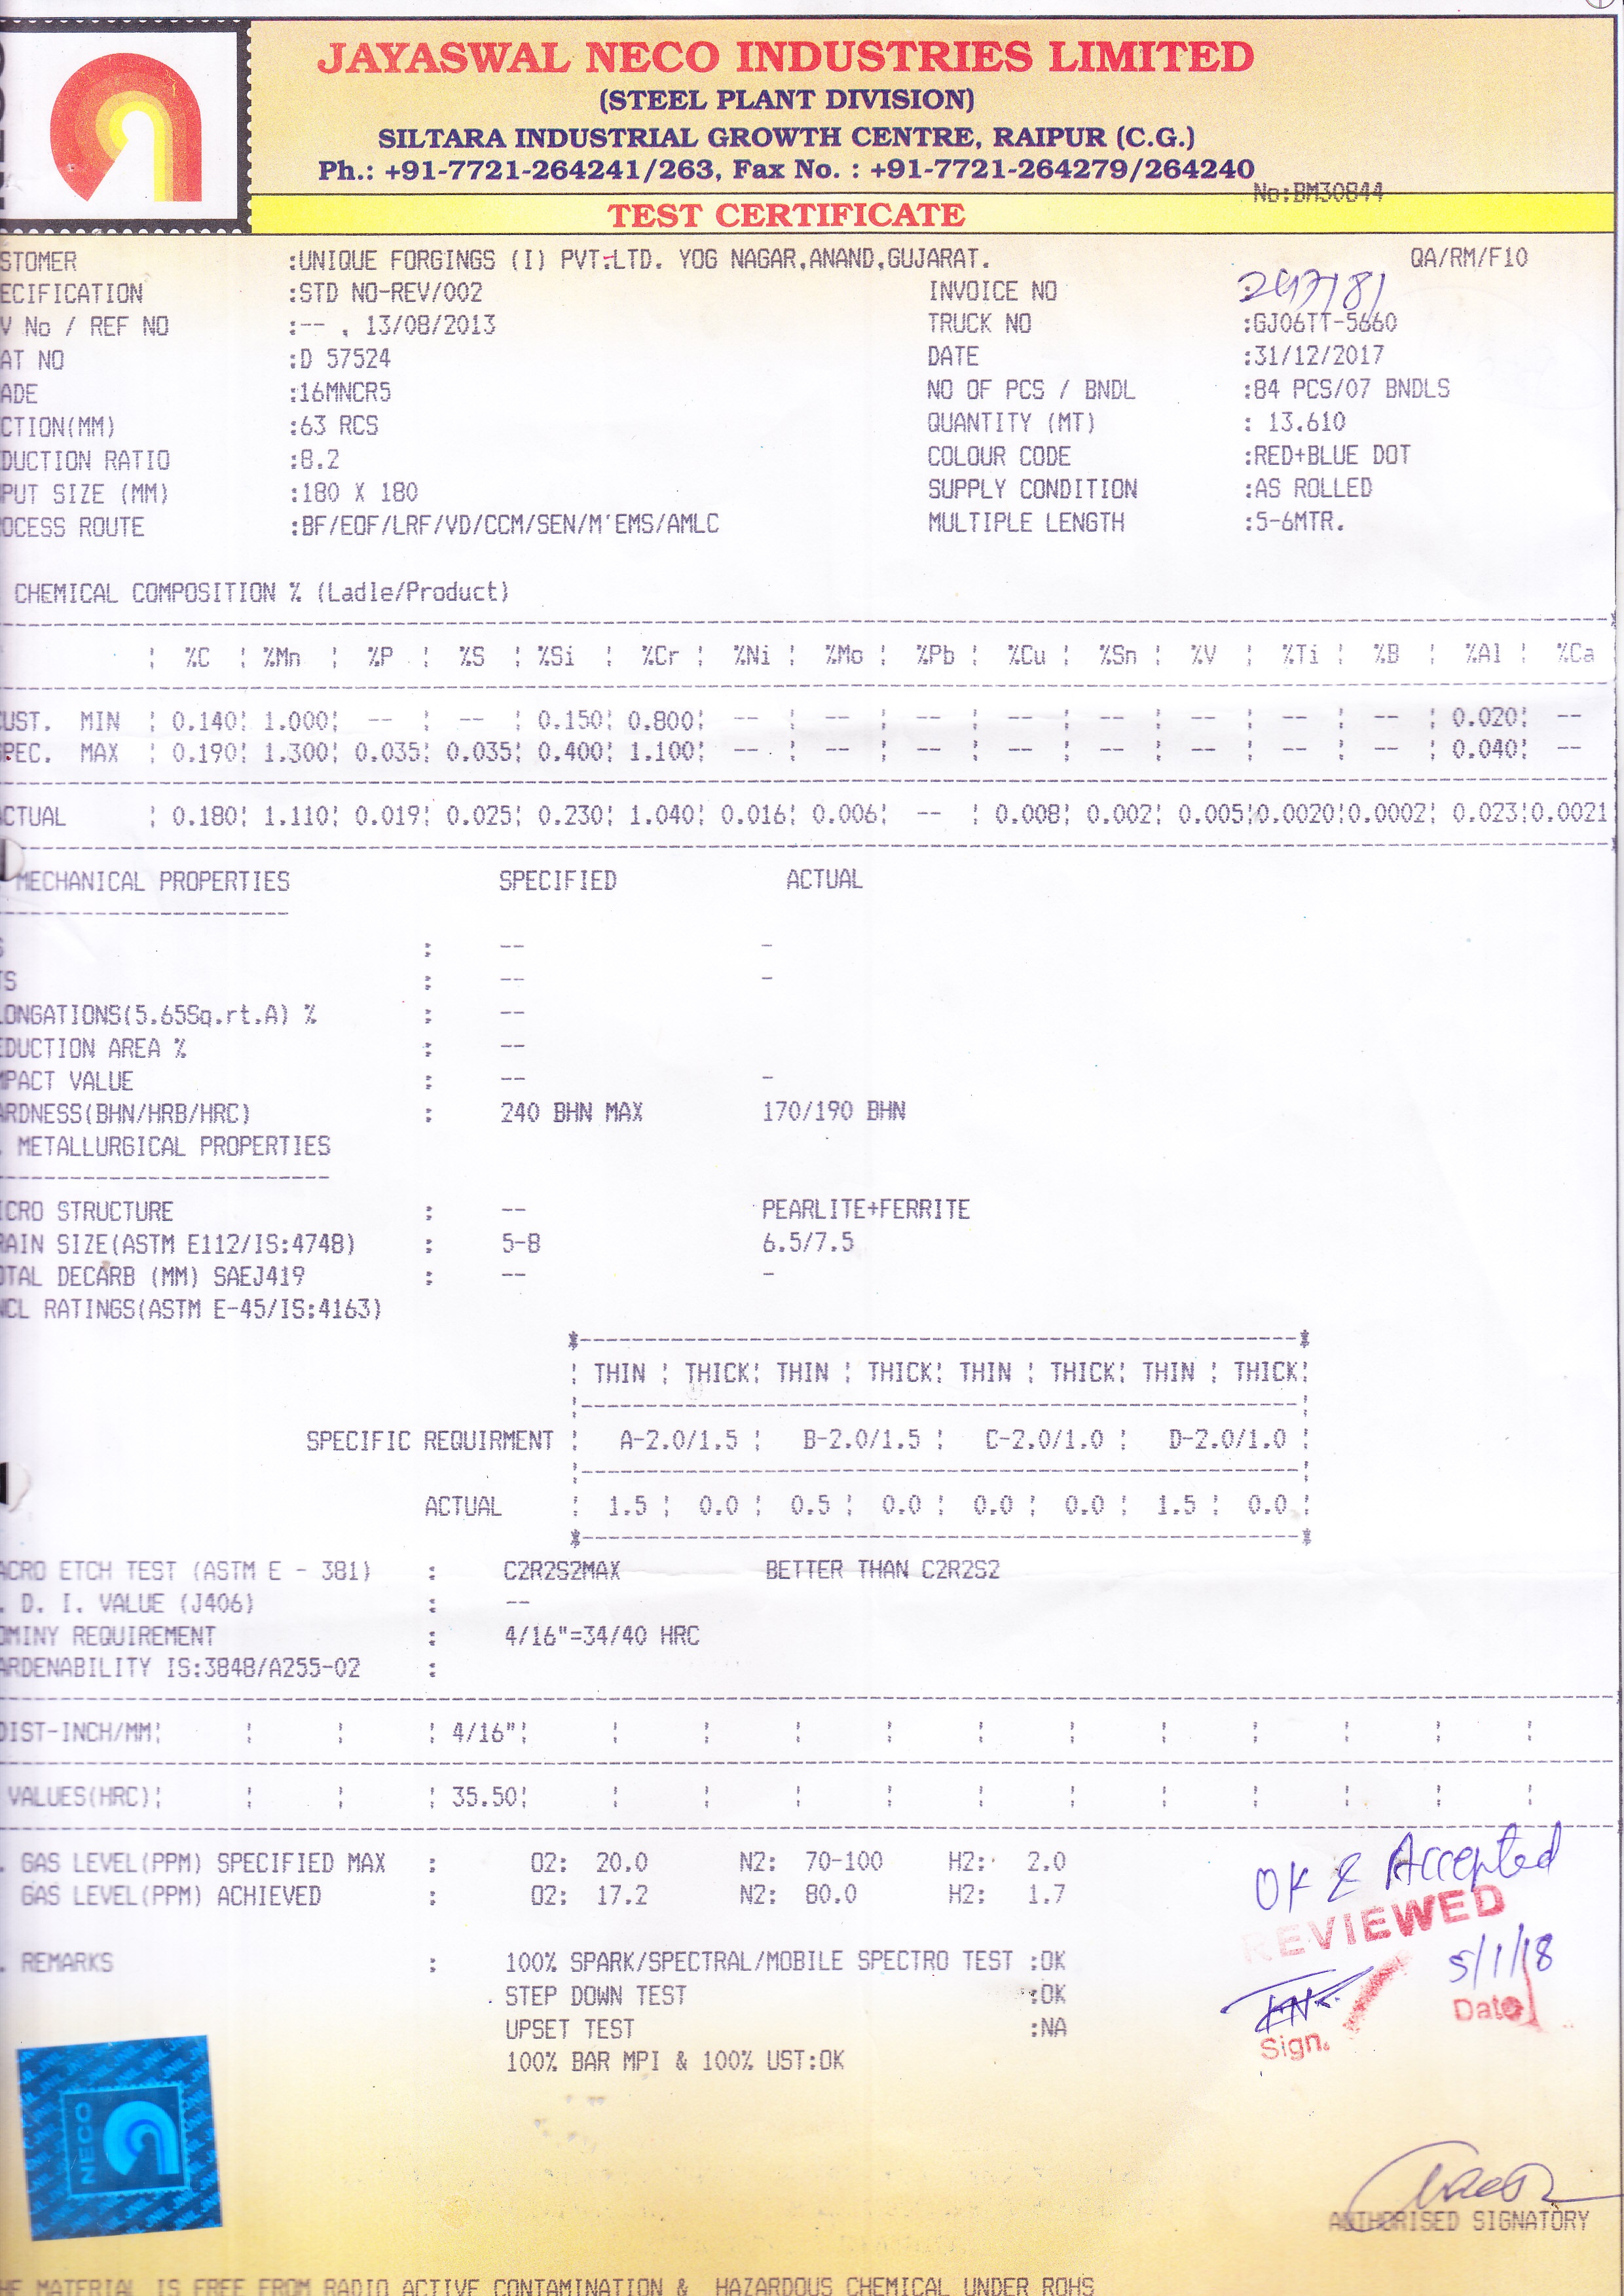 JAYASWAL NECO INDUSTRIES LIMITED
(STEEL PLANT DIVISION)
SILTARA INDUSTRIAL GROWTH CENTRE, RAIPUR (C.G.)
Ph.: +91-7721-264241/263, Fax No. : +91-7721-264279/264240
No:BM30844
TEST CERTIFICATE
STOMER :UNIQUE FORGINGS (I) PVT.LTD. YOG NAGAR,ANAND,GUJARAT. QA/RM/F10
ECIFICATION :STD NO-REV/002 INVOICE NO :
V No / REF NO :-- , 13/08/2013 TRUCK NO :GJ06TT-5660
AT NO :D 57524 DATE :31/12/2017
ADE :16MNCR5 NO OF PCS / BNDL :84 PCS/07 BNDLS
CTION(MM) :63 RCS QUANTITY (MT) : 13.610
DUCTION RATIO :8.2 COLOUR CODE :RED+BLUE DOT
PUT SIZE (MM) :180 X 180 SUPPLY CONDITION :AS ROLLED
OCESS ROUTE :BF/EOF/LRF/VD/CCM/SEN/M'EMS/AMLC MULTIPLE LENGTH :5-6MTR.
CHEMICAL COMPOSITION % (Ladle/Product)
%C %Mn %P %S %Si %Cr %Ni %Mo %Pb %Cu %Sn %V %Ti %B %Al %Ca
UST. MIN 0.140 1.000 -- -- 0.150 0.800 -- -- -- -- -- -- -- -- 0.020 --
PEC. MAX 0.190 1.300 0.035 0.035 0.400 1.100 -- -- -- -- -- -- -- -- 0.040 --
CTUAL 0.180 1.110 0.019 0.025 0.230 1.040 0.016 0.006 -- 0.008 0.002 0.005 0.0020 0.0002 0.023 0.0021
MECHANICAL PROPERTIES SPECIFIED ACTUAL
S : -- -
TS : -- -
ONGATIONS(5.65Sq.rt.A) % : --
DUCTION AREA % : --
MPACT VALUE : -- -
ARDNESS(BHN/HRB/HRC) : 240 BHN MAX 170/190 BHN
. METALLURGICAL PROPERTIES
CRO STRUCTURE : -- PEARLITE+FERRITE
RAIN SIZE(ASTM E112/IS:4748) : 5-8 6.5/7.5
OTAL DECARB (MM) SAEJ419 : -- -
NCL RATINGS(ASTM E-45/IS:4163)
THIN THICK THIN THICK THIN THICK THIN THICK
SPECIFIC REQUIRMENT A-2.0/1.5 B-2.0/1.5 C-2.0/1.0 D-2.0/1.0
ACTUAL 1.5 0.0 0.5 0.0 0.0 0.0 1.5 0.0
ACRO ETCH TEST (ASTM E - 381) : C2R2S2MAX BETTER THAN C2R2S2
. D. I. VALUE (J406) : --
OMINY REQUIREMENT : 4/16"=34/40 HRC
ARDENABILITY IS:3848/A255-02 :
DIST-INCH/MM 4/16"
VALUES(HRC) 35.50
. GAS LEVEL(PPM) SPECIFIED MAX : O2: 20.0 N2: 70-100 H2: 2.0
GAS LEVEL(PPM) ACHIEVED : O2: 17.2 N2: 80.0 H2: 1.7
OK & Accepted
REVIEWED
5/1/18
Sign. Date
. REMARKS : 100% SPARK/SPECTRAL/MOBILE SPECTRO TEST :OK
STEP DOWN TEST :OK
UPSET TEST :NA
100% BAR MPI & 100% UST:OK
NECO
AUTHORISED SIGNATORY
HE MATERIAL IS FREE FROM RADIO ACTIVE CONTAMINATION & HAZARDOUS CHEMICAL UNDER ROHS